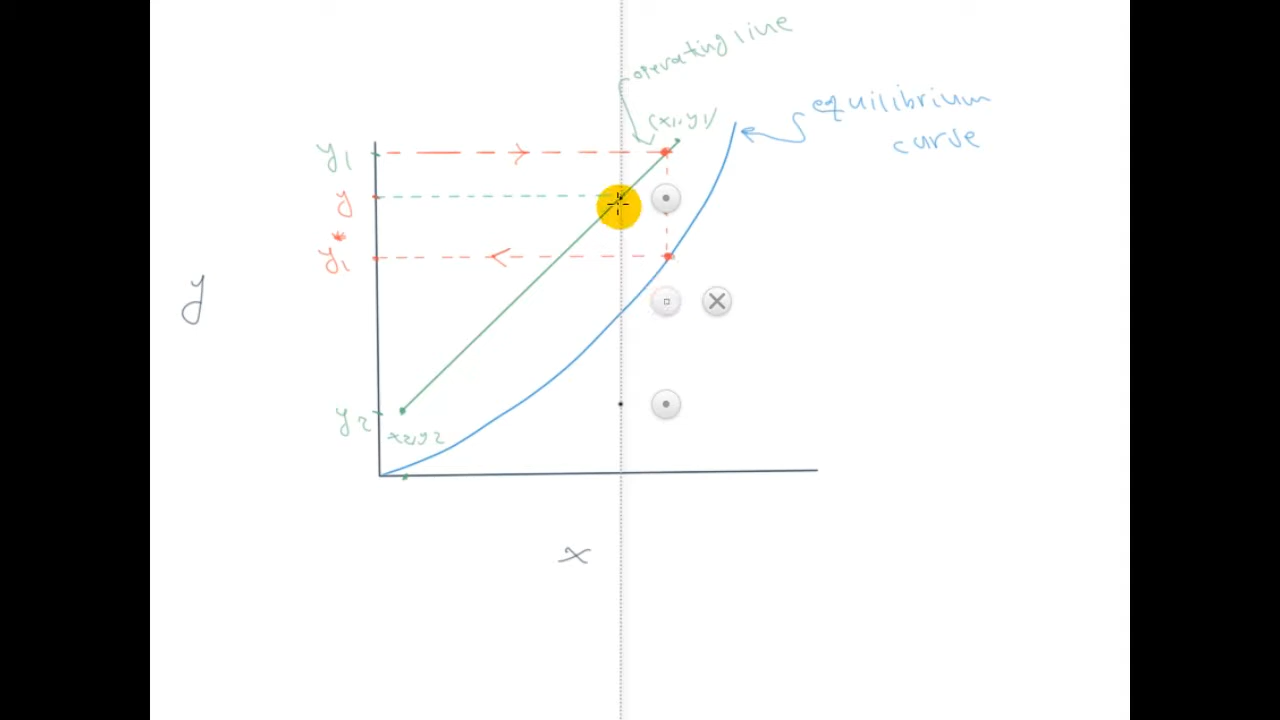 operating line
(x1,y1)
equilibrium
curve
y1
y
y1*
y
y2
x2,y2
x